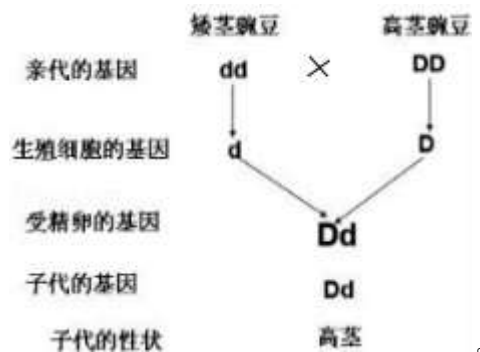 矮茎豌豆 高茎豌豆
亲代的基因 dd × DD
生殖细胞的基因 d D
受精卵的基因 Dd
子代的基因 Dd
子代的性状 高茎